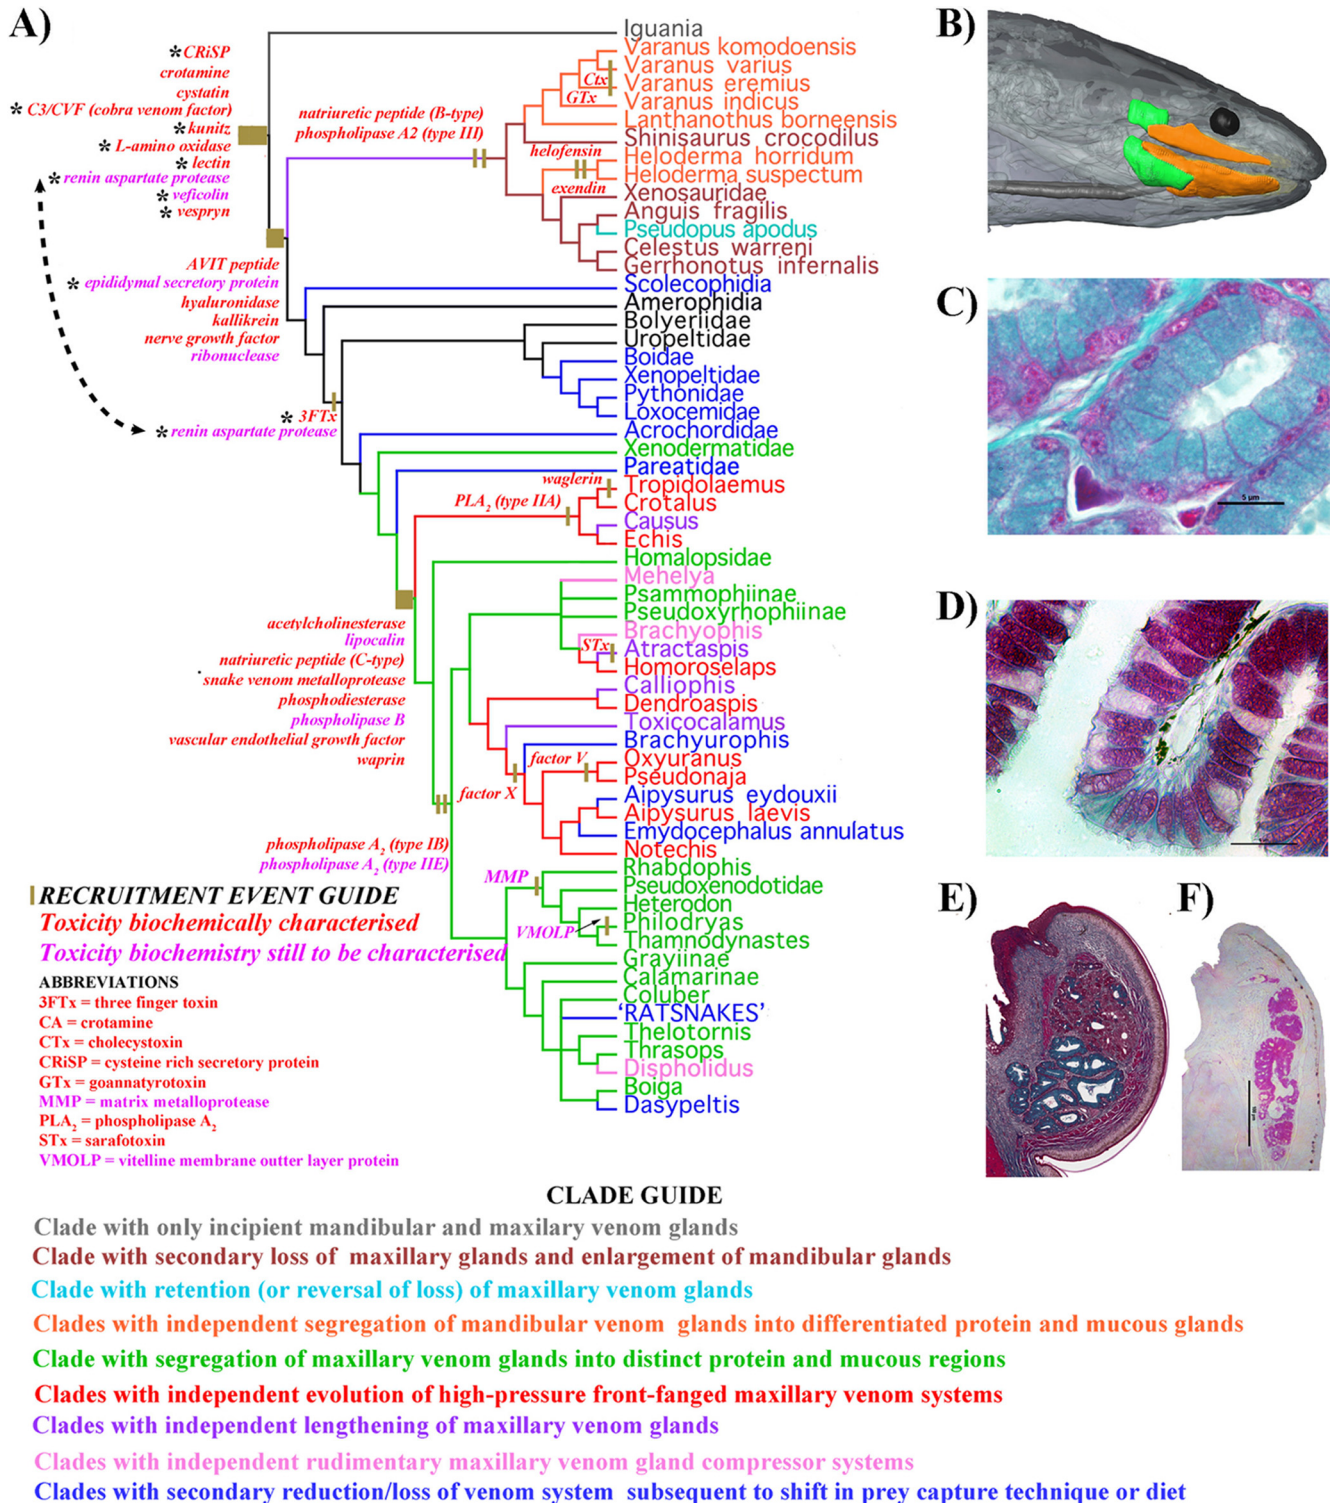 A)
*CRiSP
crotamine
cystatin
*C3/CVF (cobra venom factor)
*kunitz
*L-amino oxidase
*lectin
*renin aspartate protease
*veficolin
*vespryn
AVIT peptide
*epididymal secretory protein
hyaluronidase
kallikrein
nerve growth factor
ribonuclease
*3FTx
*renin aspartate protease
natriuretic peptide (B-type)
phospholipase A2 (type III)
Ctx
GTx
helofensin
exendin
waglerin
PLA2 (type IIA)
STx
factor V
factor X
acetylcholinesterase
lipocalin
natriuretic peptide (C-type)
snake venom metalloprotease
phosphodiesterase
phospholipase B
vascular endothelial growth factor
waprin
phospholipase A2 (type IB)
phospholipase A2 (type IIE)
MMP
VMOLP
Iguania
Varanus komodoensis
Varanus varius
Varanus eremius
Varanus indicus
Lanthanothus borneensis
Shinisaurus crocodilus
Heloderma horridum
Heloderma suspectum
Xenosauridae
Anguis fragilis
Pseudopus apodus
Celestus warreni
Gerrhonotus infernalis
Scolecophidia
Amerophidia
Bolyeriidae
Uropeltidae
Boidae
Xenopeltidae
Pythonidae
Loxocemidae
Acrochordidae
Xenodermatidae
Pareatidae
Tropidolaemus
Crotalus
Causus
Echis
Homalopsidae
Mehelya
Psammophiinae
Pseudoxyrhophiinae
Brachyophis
Atractaspis
Homoroselaps
Calliophis
Dendroaspis
Toxicocalamus
Brachyurophis
Oxyuranus
Pseudonaja
Aipysurus eydouxii
Aipysurus laevis
Emydocephalus annulatus
Notechis
Rhabdophis
Pseudoxenodotidae
Heterodon
Philodryas
Thamnodynastes
Grayiinae
Calamarinae
Coluber
'RATSNAKES'
Thelotornis
Thrasops
Dispholidus
Boiga
Dasypeltis
RECRUITMENT EVENT GUIDE
Toxicity biochemically characterised
Toxicity biochemistry still to be characterised
ABBREVIATIONS
3FTx = three finger toxin
CA = crotamine
CTx = cholecystoxin
CRiSP = cysteine rich secretory protein
GTx = goannatyrotoxin
MMP = matrix metalloprotease
PLA2 = phospholipase A2
STx = sarafotoxin
VMOLP = vitelline membrane outter layer protein
B)
C)
5 µm
D)
E)
F)
CLADE GUIDE
Clade with only incipient mandibular and maxilary venom glands
Clade with secondary loss of maxillary glands and enlargement of mandibular glands
Clade with retention (or reversal of loss) of maxillary venom glands
Clades with independent segregation of mandibular venom glands into differentiated protein and mucous glands
Clade with segregation of maxillary venom glands into distinct protein and mucous regions
Clades with independent evolution of high-pressure front-fanged maxillary venom systems
Clades with independent lengthening of maxillary venom glands
Clades with independent rudimentary maxillary venom gland compressor systems
Clades with secondary reduction/loss of venom system subsequent to shift in prey capture technique or diet